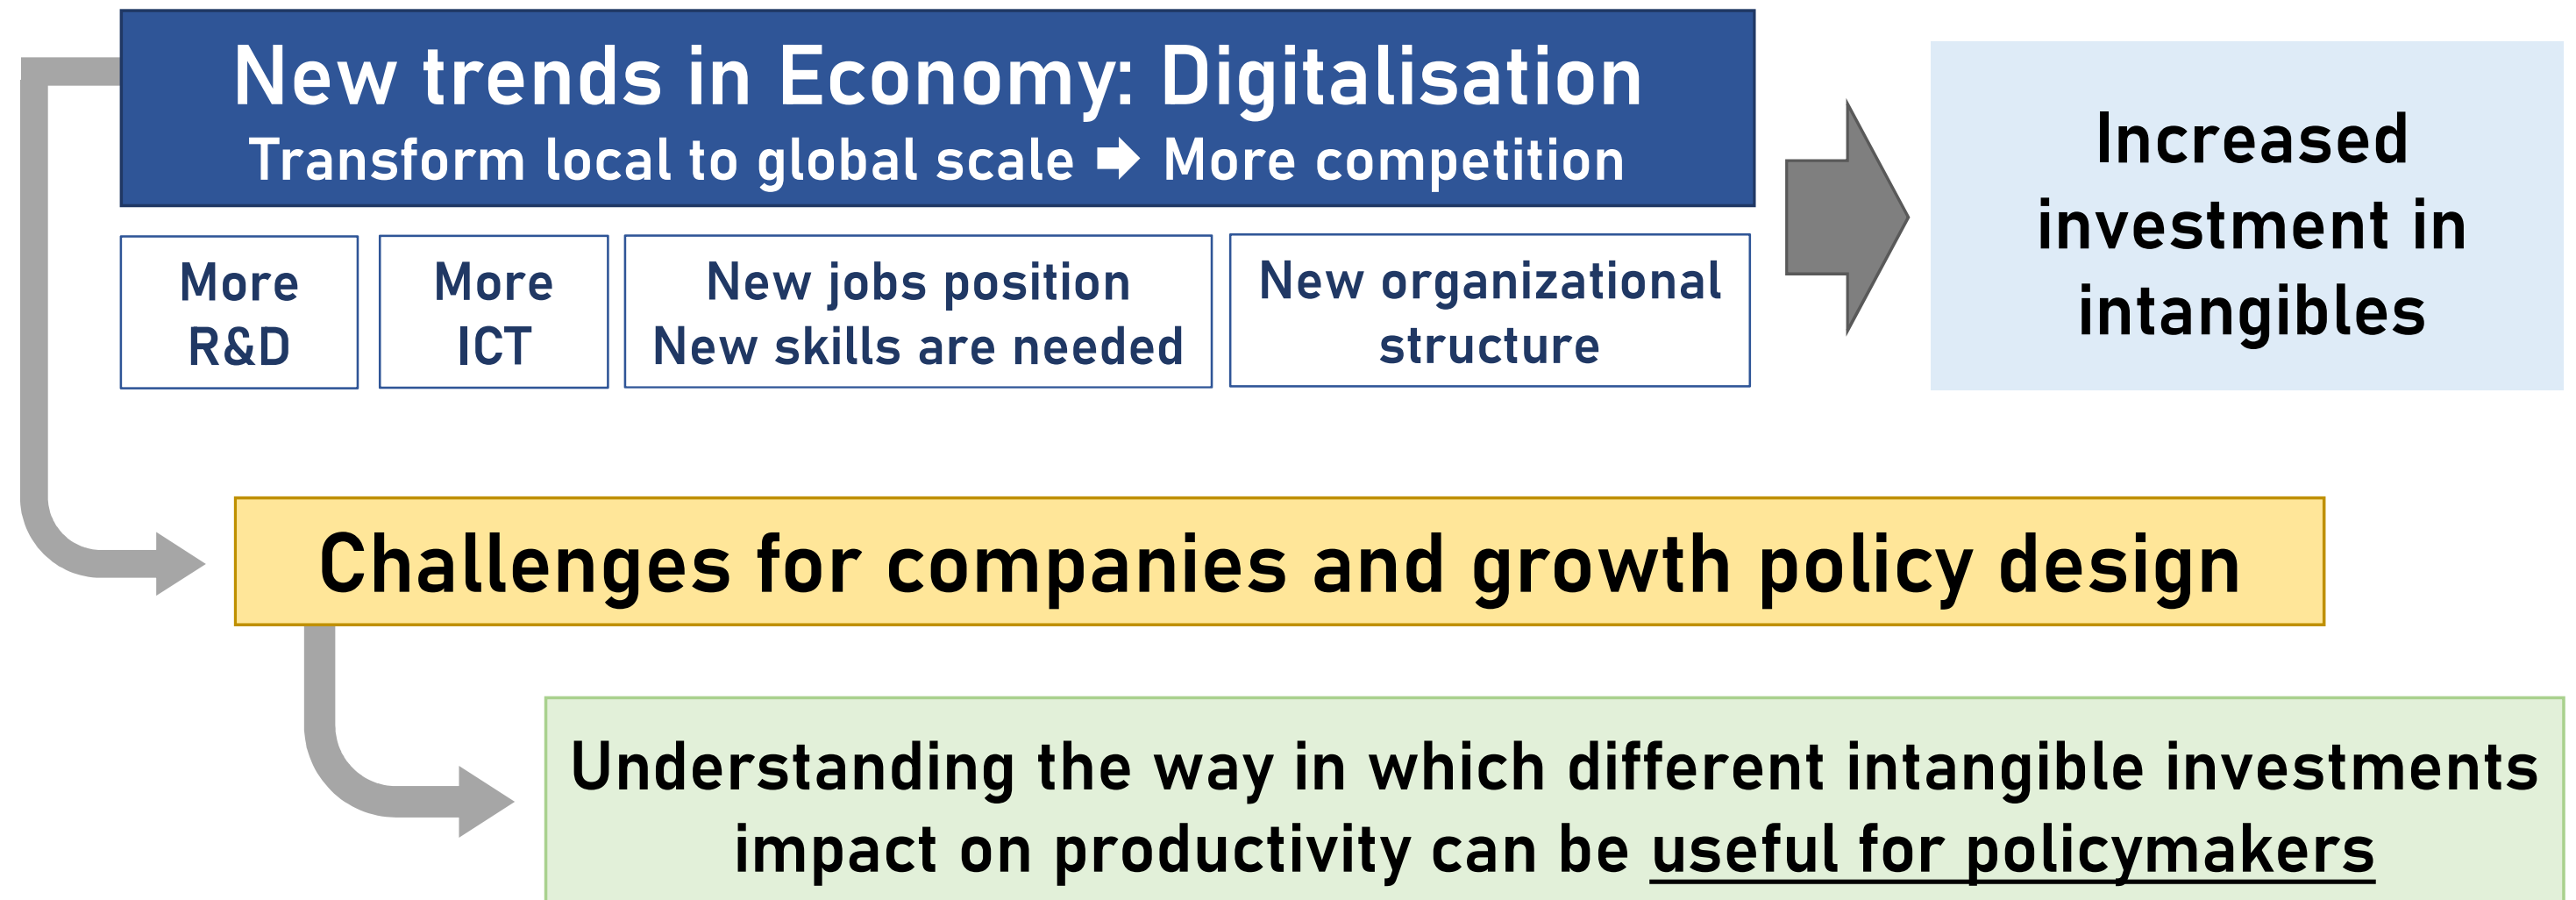 New trends in Economy: Digitalisation
Transform local to global scale ➡ More competition
More
R&D
More
ICT
New jobs position
New skills are needed
New organizational
structure
Increased
investment in
intangibles
Challenges for companies and growth policy design
Understanding the way in which different intangible investments
impact on productivity can be useful for policymakers